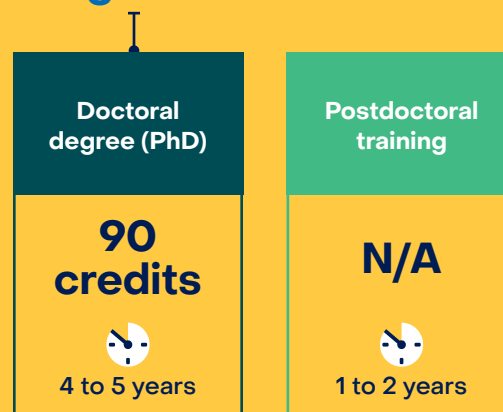 Doctoral
degree (PhD)
90
credits
4 to 5 years
Postdoctoral
training
N/A
1 to 2 years